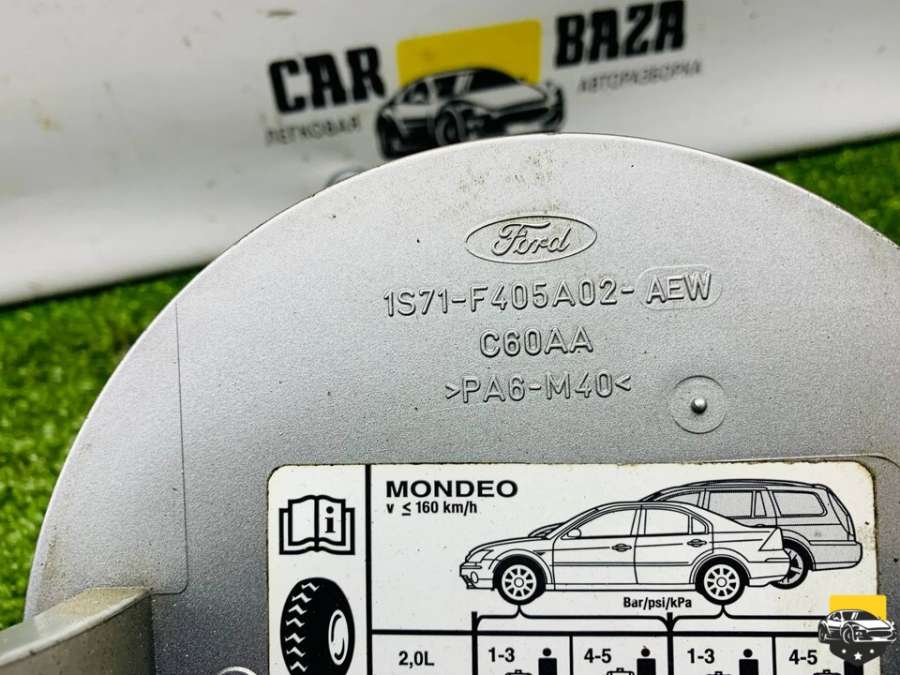 CAR BAZA
ЛЕГКОВАЯ АВТОРАЗБОРКА
Ford
1S71-F405A02-AEW
C60AA
>PA6-M40<
MONDEO
v ≤ 160 km/h
i
Bar/psi/kPa
2,0L 1-3 4-5 1-3 4-5